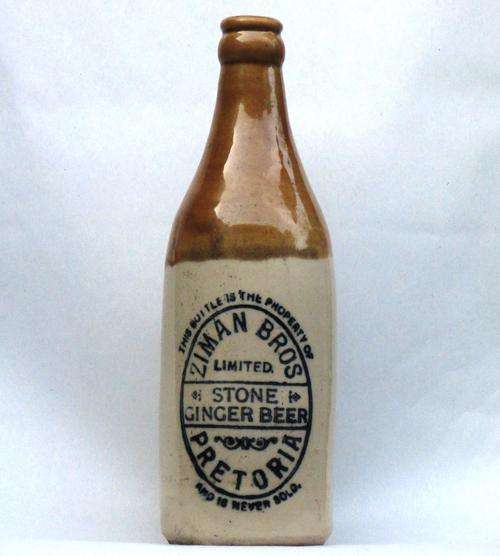 THIS BOTTLE IS THE PROPERTY OF
ZIMAN BROS
LIMITED.
STONE
GINGER BEER
PRETORIA
AND IS NEVER SOLD.